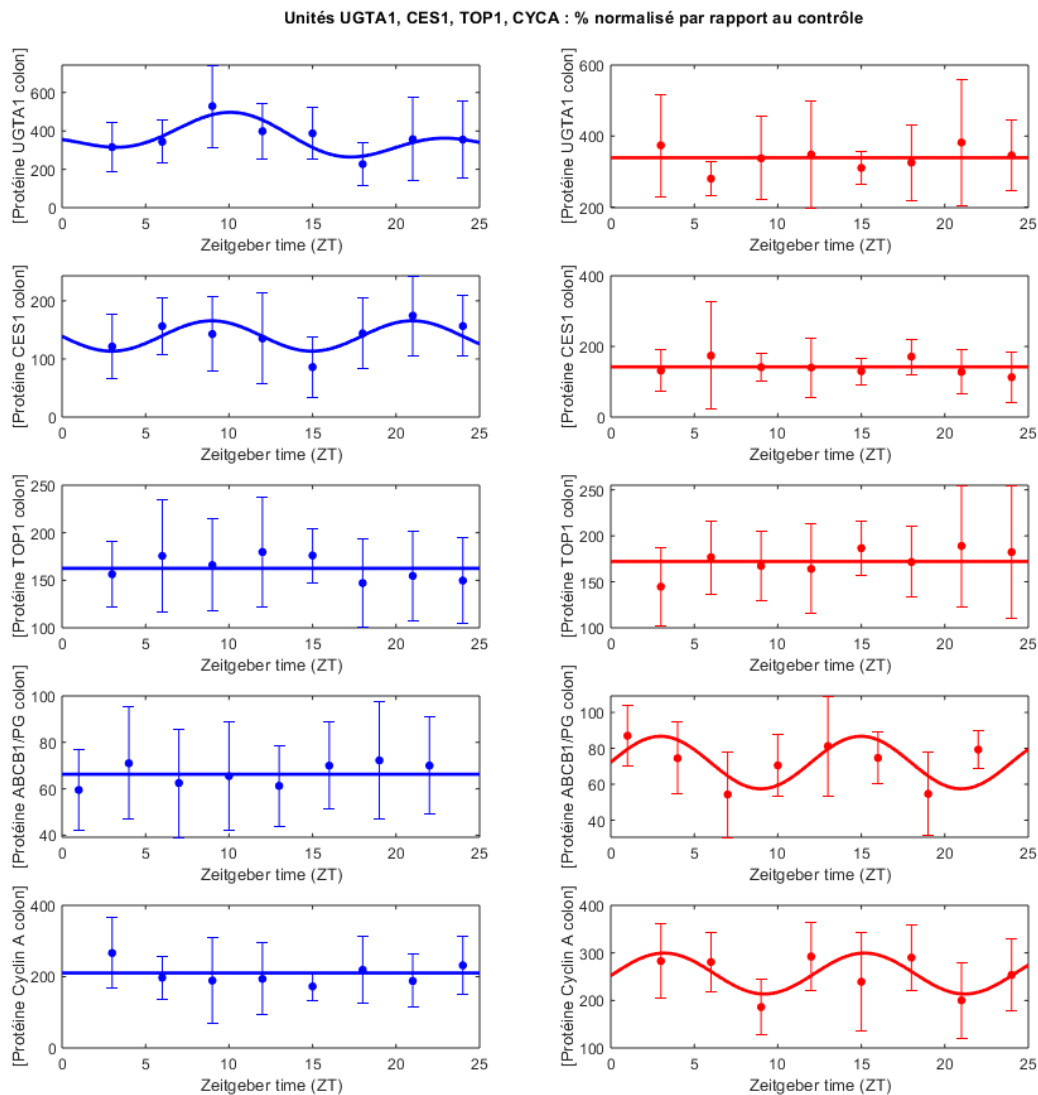 Unités UGTA1, CES1, TOP1, CYCA : % normalisé par rapport au contrôle
[Protéine UGTA1 colon]
600
400
200
0
0 5 10 15 20 25
Zeitgeber time (ZT)
[Protéine UGTA1 colon]
600
400
200
0 5 10 15 20 25
Zeitgeber time (ZT)
[Protéine CES1 colon]
200
100
0
0 5 10 15 20 25
Zeitgeber time (ZT)
[Protéine CES1 colon]
400
200
0
0 5 10 15 20 25
Zeitgeber time (ZT)
[Protéine TOP1 colon]
250
200
150
100
0 5 10 15 20 25
Zeitgeber time (ZT)
[Protéine TOP1 colon]
250
200
150
100
0 5 10 15 20 25
Zeitgeber time (ZT)
[Protéine ABCB1/PG colon]
100
80
60
40
0 5 10 15 20 25
Zeitgeber time (ZT)
[Protéine ABCB1/PG colon]
100
80
60
40
0 5 10 15 20 25
Zeitgeber time (ZT)
[Protéine Cyclin A colon]
400
200
0
0 5 10 15 20 25
Zeitgeber time (ZT)
[Protéine Cyclin A colon]
400
300
200
100
0 5 10 15 20 25
Zeitgeber time (ZT)